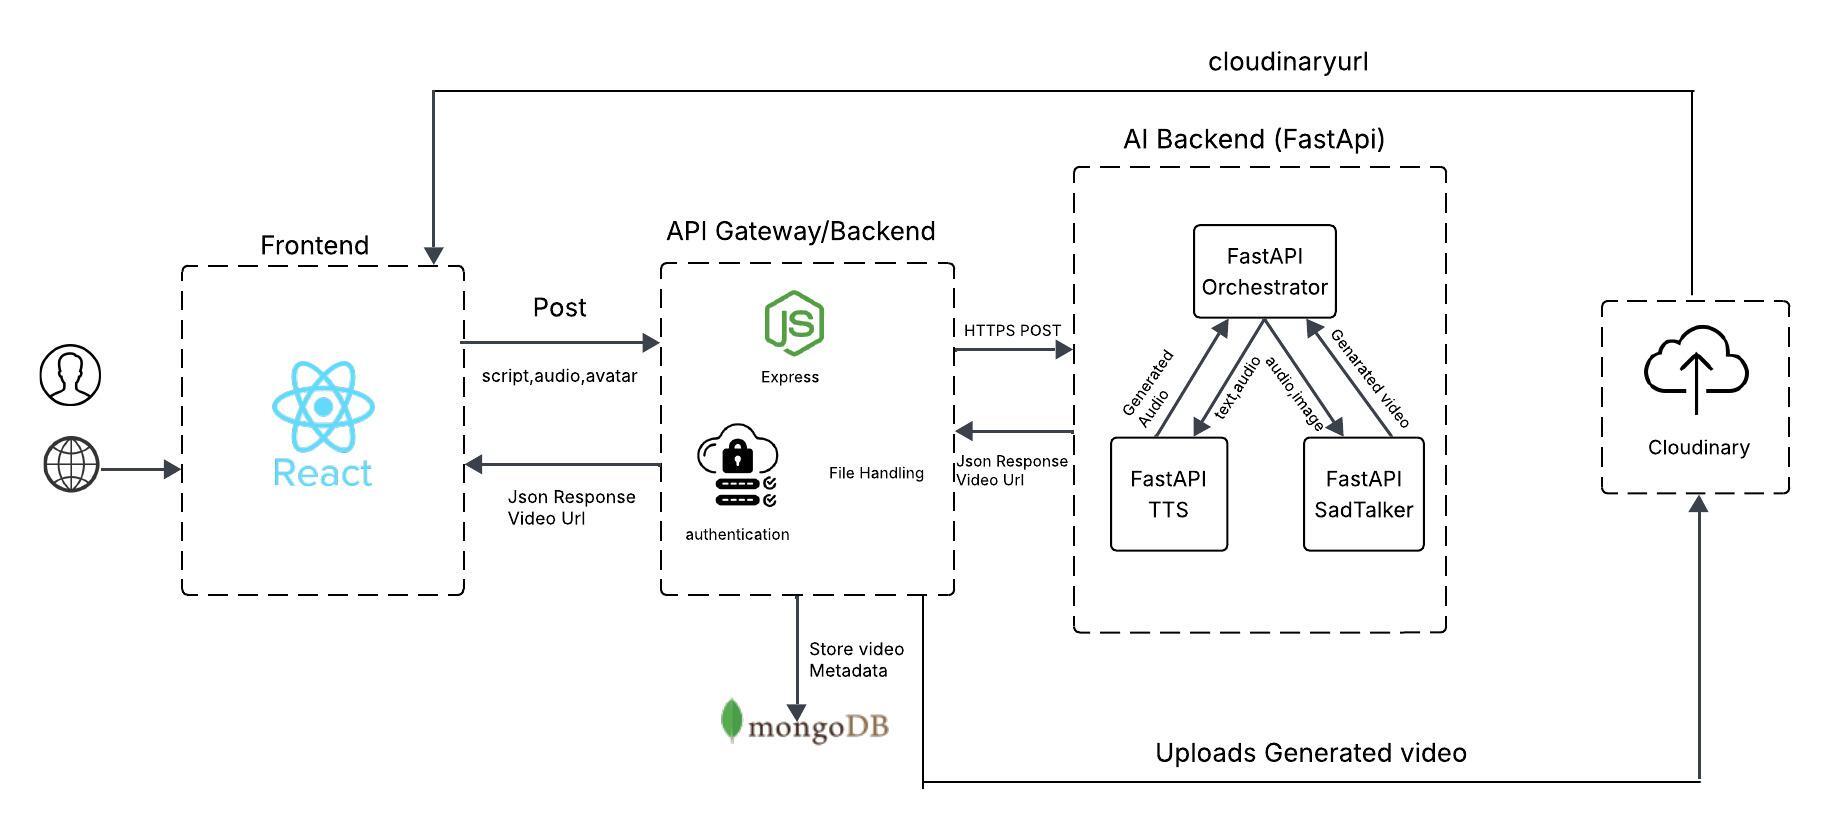 cloudinaryurl
AI Backend (FastApi)
API Gateway/Backend
Frontend
FastAPI
Orchestrator
Post
HTTPS POST
JS
Express
script,audio,avatar
Generated
Audio
text,audio
audio,image
Genarated video
React
Json Response
Video Url
authentication
File Handling
Json Response
Video Url
FastAPI
TTS
FastAPI
SadTalker
Cloudinary
Store video
Metadata
mongoDB
Uploads Generated video